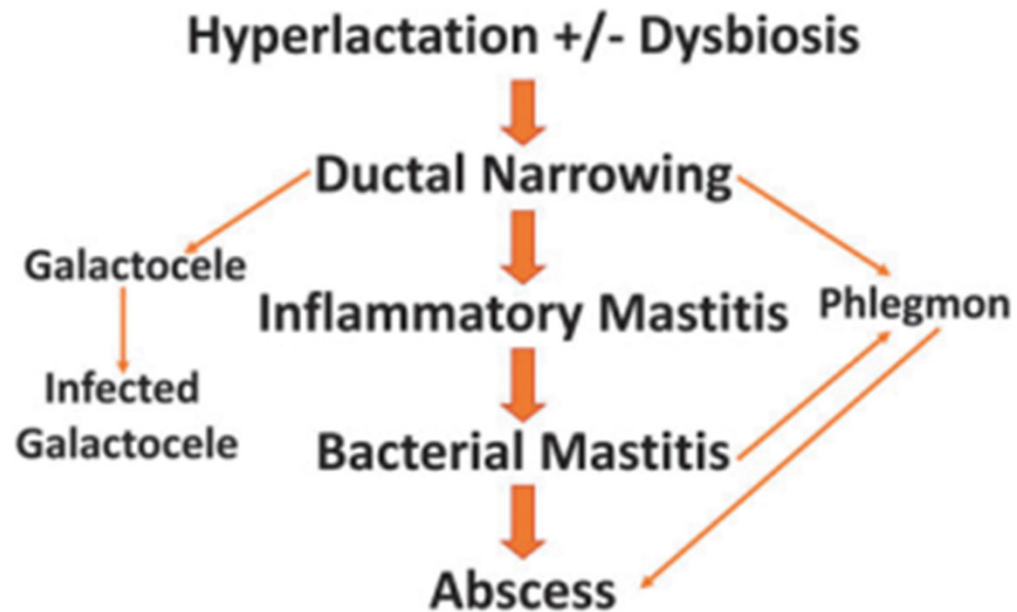 Hyperlactation +/- Dysbiosis
Ductal Narrowing
Galactocele
Inflammatory Mastitis
Phlegmon
Infected
Galactocele
Bacterial Mastitis
Abscess